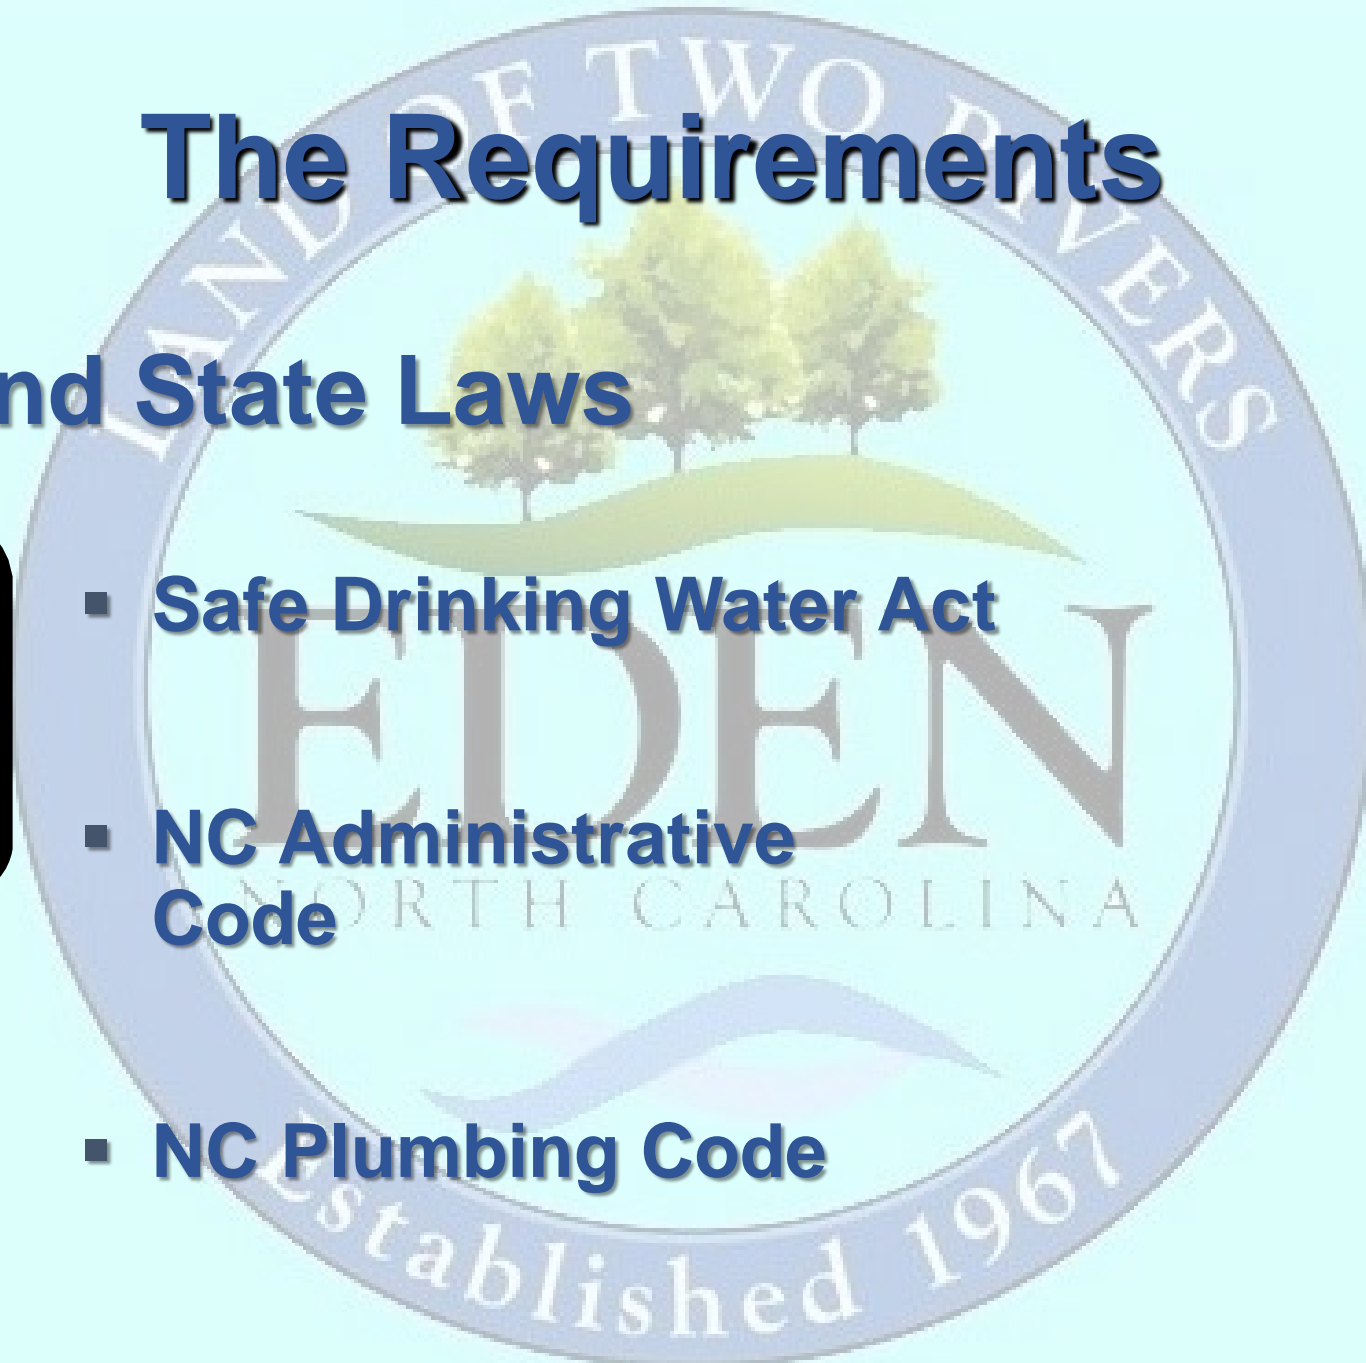 The Requirements
nd State Laws
▪ Safe Drinking Water Act
▪ NC Administrative
Code
▪ NC Plumbing Code
LAND OF TWO RIVERS
EDEN
NORTH CAROLINA
Established 1967